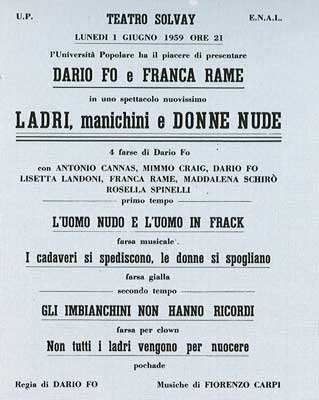 U.P. TEATRO SOLVAY E.N.A.L.
LUNEDI 1 GIUGNO 1959 ORE 21
l'Università Popolare ha il piacere di presentare
DARIO FO e FRANCA RAME
in uno spettacolo nuovissimo
LADRI, manichini e DONNE NUDE
4 farse di Dario Fo
con ANTONIO CANNAS, MIMMO CRAIG, DARIO FO
LISETTA LANDONI, FRANCA RAME, MADDALENA SCHIRÒ
ROSELLA SPINELLI
primo tempo
L'UOMO NUDO E L'UOMO IN FRACK
farsa musicale
I cadaveri si spediscono, le donne si spogliano
farsa gialla
secondo tempo
GLI IMBIANCHINI NON HANNO RICORDI
farsa per clown
Non tutti i ladri vengono per nuocere
pochade
Regia di DARIO FO Musiche di FIORENZO CARPI